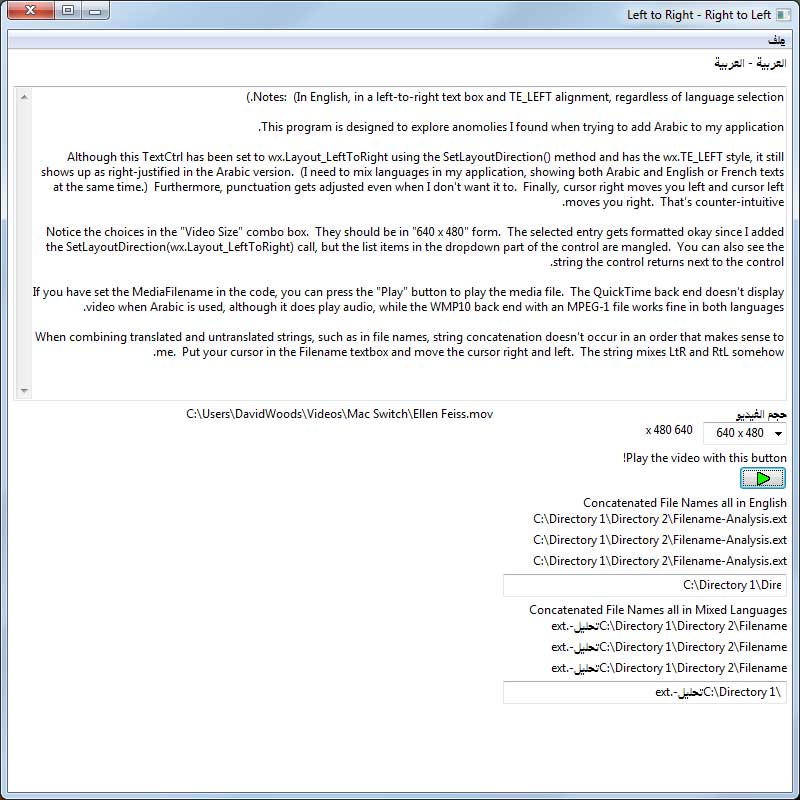 Left to Right - Right to Left
ملف
العربية - العربية
(.Notes: (In English, in a left-to-right text box and TE_LEFT alignment, regardless of language selection
.This program is designed to explore anomolies I found when trying to add Arabic to my application
Although this TextCtrl has been set to wx.Layout_LeftToRight using the SetLayoutDirection() method and has the wx.TE_LEFT style, it still
shows up as right-justified in the Arabic version. (I need to mix languages in my application, showing both Arabic and English or French texts
at the same time.) Furthermore, punctuation gets adjusted even when I don't want it to. Finally, cursor right moves you left and cursor left
.moves you right. That's counter-intuitive
Notice the choices in the "Video Size" combo box. They should be in "640 x 480" form. The selected entry gets formatted okay since I added
the SetLayoutDirection(wx.Layout_LeftToRight) call, but the list items in the dropdown part of the control are mangled. You can also see the
.string the control returns next to the control
If you have set the MediaFilename in the code, you can press the "Play" button to play the media file. The QuickTime back end doesn't display
.video when Arabic is used, although it does play audio, while the WMP10 back end with an MPEG-1 file works fine in both languages
When combining translated and untranslated strings, such as in file names, string concatenation doesn't occur in an order that makes sense to
.me. Put your cursor in the Filename textbox and move the cursor right and left. The string mixes LtR and RtL somehow
حجم الفيديو
C:\Users\DavidWoods\Videos\Mac Switch\Ellen Feiss.mov
640 x 480
x 480 640
!Play the video with this button
Concatenated File Names all in English
C:\Directory 1\Directory 2\Filename-Analysis.ext
C:\Directory 1\Directory 2\Filename-Analysis.ext
C:\Directory 1\Directory 2\Filename-Analysis.ext
C:\Directory 1\Dire
Concatenated File Names all in Mixed Languages
ext.-تحليلC:\Directory 1\Directory 2\Filename
ext.-تحليلC:\Directory 1\Directory 2\Filename
ext.-تحليلC:\Directory 1\Directory 2\Filename
ext.-تحليلC:\Directory 1\